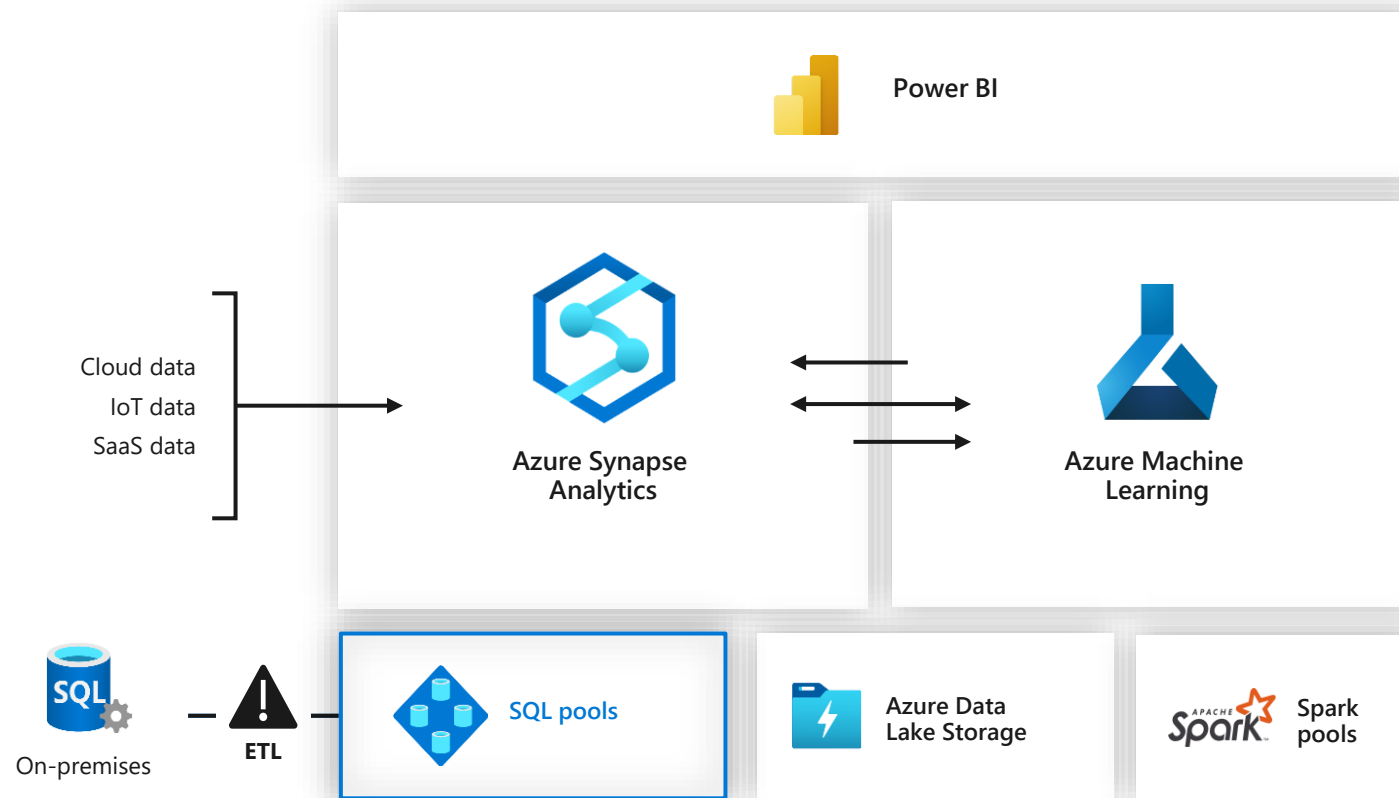 Power BI
Cloud data
IoT data
SaaS data
Azure Synapse
Analytics
Azure Machine
Learning
SQL
On-premises
ETL
SQL pools
Azure Data
Lake Storage
APACHE
Spark™
Spark
pools